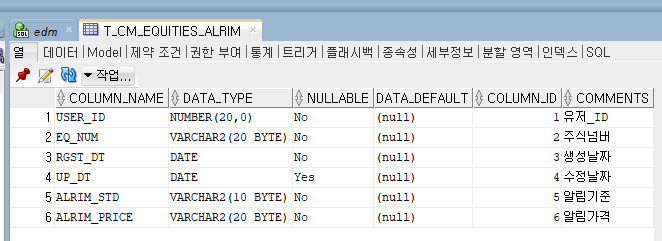 edm × T_CM_EQUITIES_ALRIM ×
열 데이터 Model 제약 조건 권한 부여 통계 트리거 플래시백 종속성 세부정보 분할 영역 인덱스 SQL
작업...
COLUMN_NAME DATA_TYPE NULLABLE DATA_DEFAULT COLUMN_ID COMMENTS
1 USER_ID NUMBER(20,0) No (null) 1 유저_ID
2 EQ_NUM VARCHAR2(20 BYTE) No (null) 2 주식넘버
3 RGST_DT DATE No (null) 3 생성날짜
4 UP_DT DATE Yes (null) 4 수정날짜
5 ALRIM_STD VARCHAR2(10 BYTE) No (null) 5 알림기준
6 ALRIM_PRICE VARCHAR2(20 BYTE) No (null) 6 알림가격